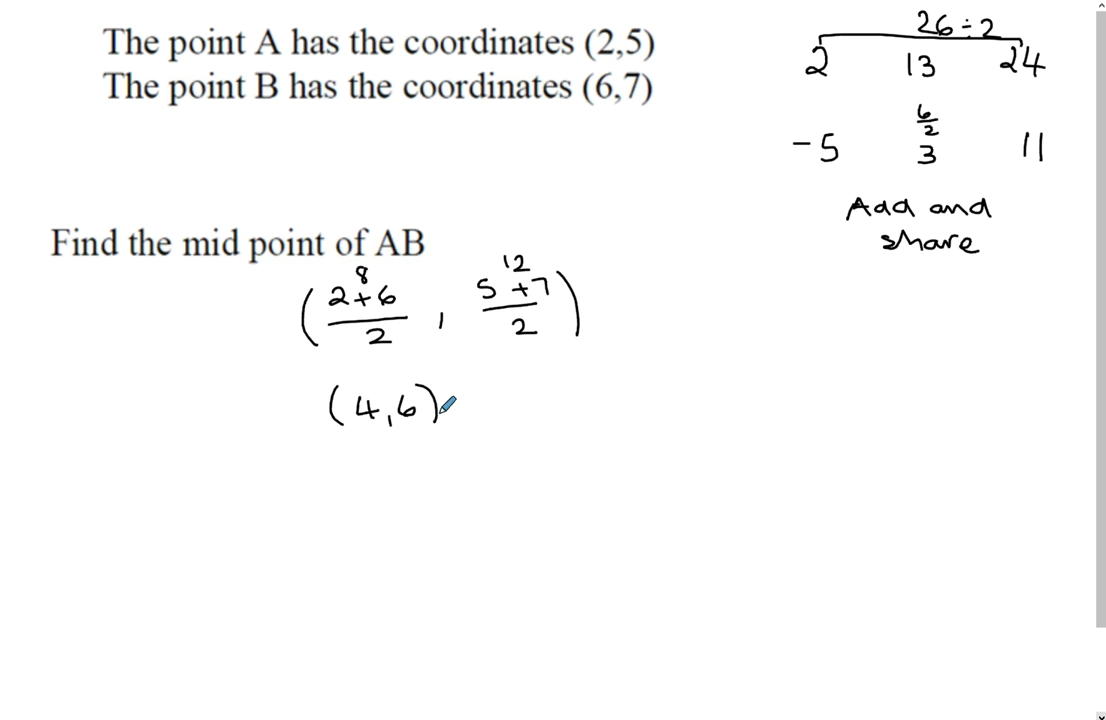 The point A has the coordinates (2,5)
The point B has the coordinates (6,7)
26 ÷ 2
2 13 24
6/2
-5 3 11
Add and
share
Find the mid point of AB
8 12
(2+6/2 , 5+7/2)
(4,6)